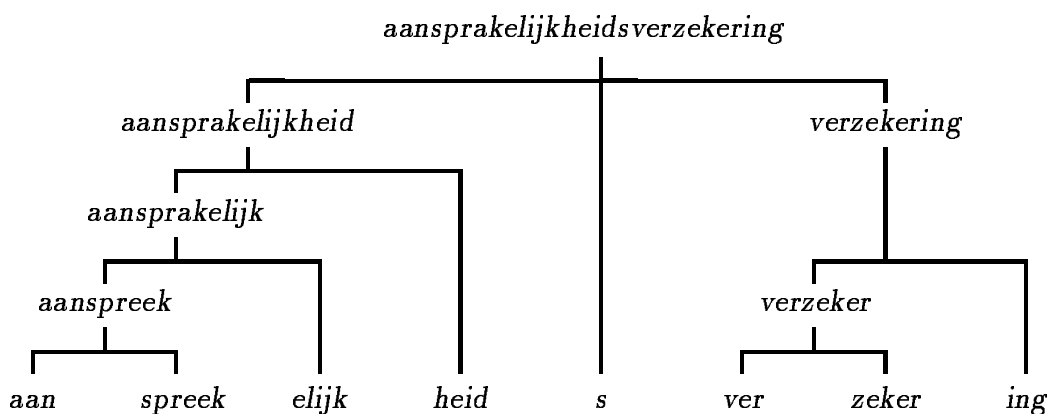 aansprakelijkheidsverzekering
aansprakelijkheid verzekering
aansprakelijk
aanspreek verzeker
aan spreek elijk heid s ver zeker ing